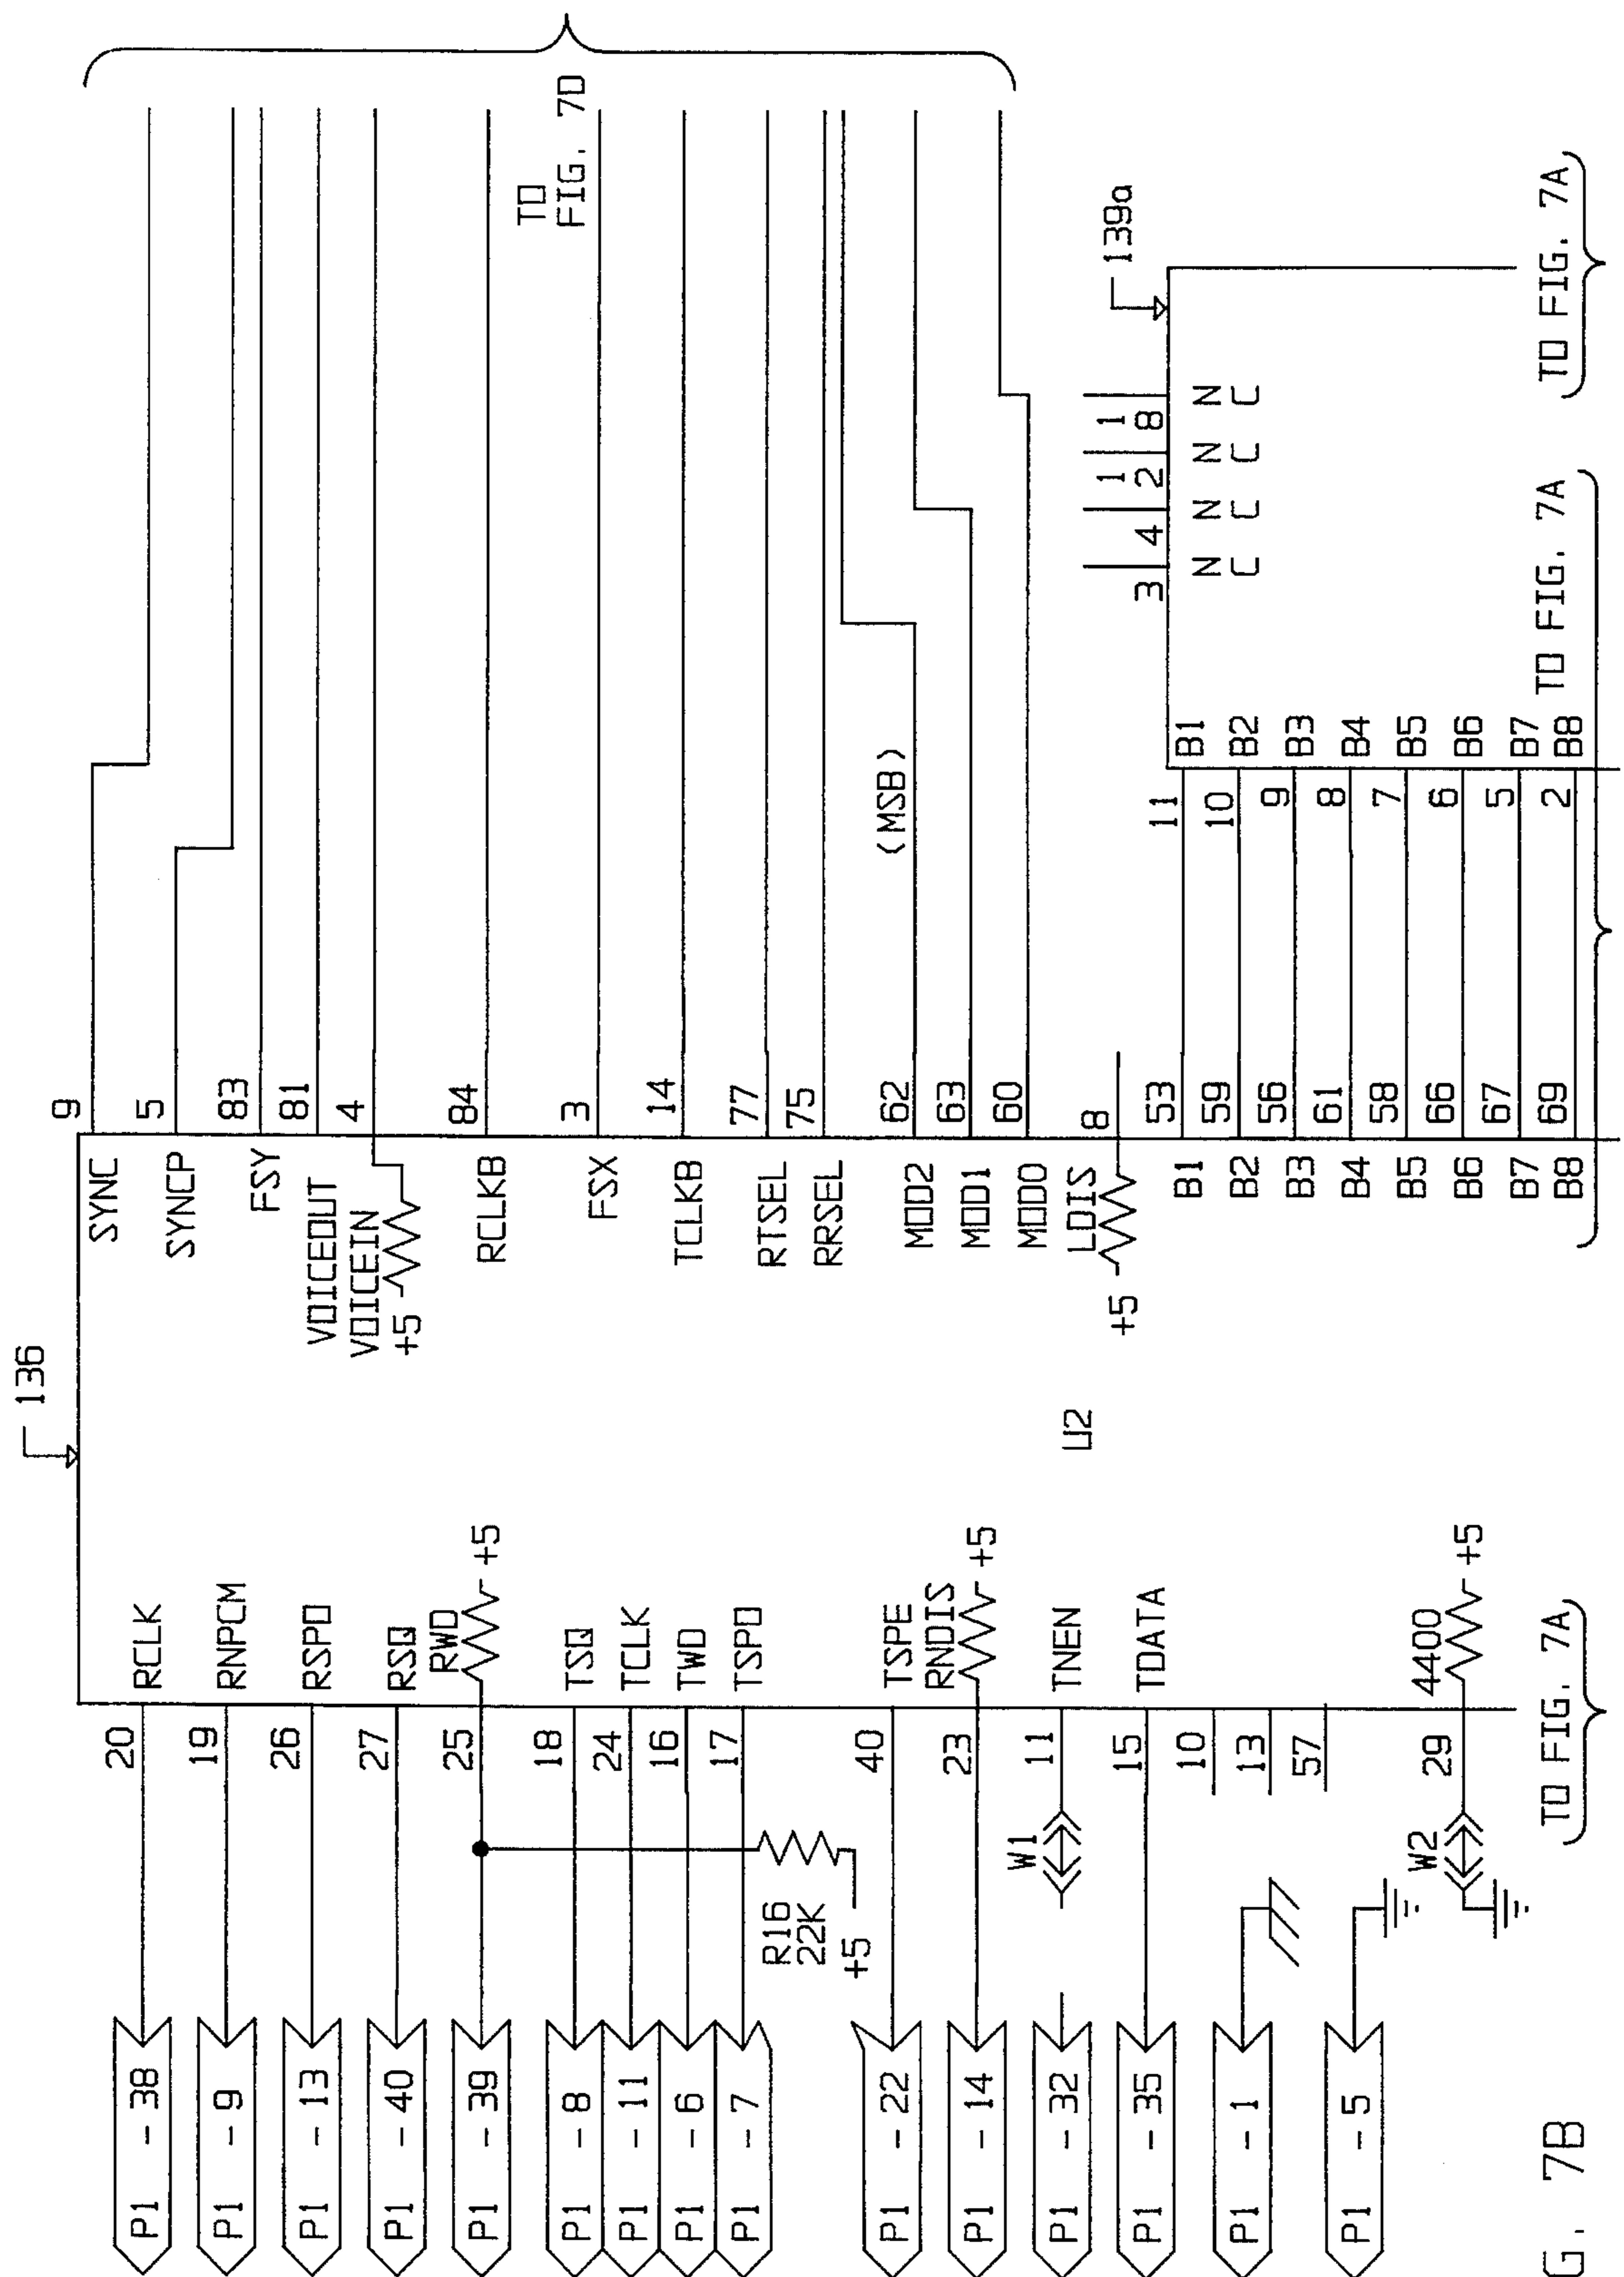 136
SYNC 9
SYNCP 5
FSY 83
VOICEOUT 81
VOICEIN 4
+5
RCLKB 84
FSX 3
TCLKB 14
RTSEL 77
RRSEL 75
MOD2 62 (MSB)
MOD1 63
MOD0 60
LDIS 8
+5
B1 53 11 B1
B2 59 10 B2
B3 56 9 B3
B4 61 8 B4
B5 58 7 B5
B6 66 6 B6
B7 67 5 B7
B8 69 2 B8
TO
FIG. 7D
139a
3 4 12 18
NC NC NC NC
TO FIG. 7A
TO FIG. 7A
U2
P1 - 38 20 RCLK
P1 - 9 19 RNPCM
P1 - 13 26 RSPO
P1 - 40 27 RSQ
P1 - 39 25 RWD +5
P1 - 8 18 TSQ
P1 - 11 24 TCLK
P1 - 6 16 TWD
P1 - 7 17 TSPO
R16
22K
+5
P1 - 22 40 TSPE
P1 - 14 23 RNDIS +5
P1 - 32 W1 11 TNEN
P1 - 35 15 TDATA
10
P1 - 1 13
57
P1 - 5
W2 29 4400 +5
TO FIG. 7A
G. 7B